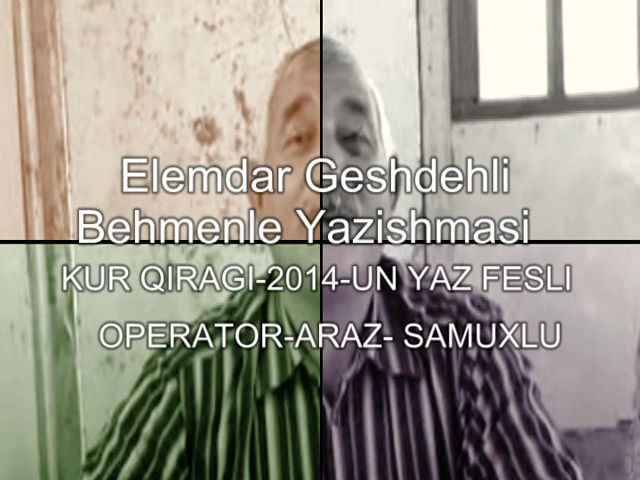 Elemdar Geshdehli
Behmenle Yazishmasi
KUR QIRAGI-2014-UN YAZ FESLI
OPERATOR-ARAZ- SAMUXLU